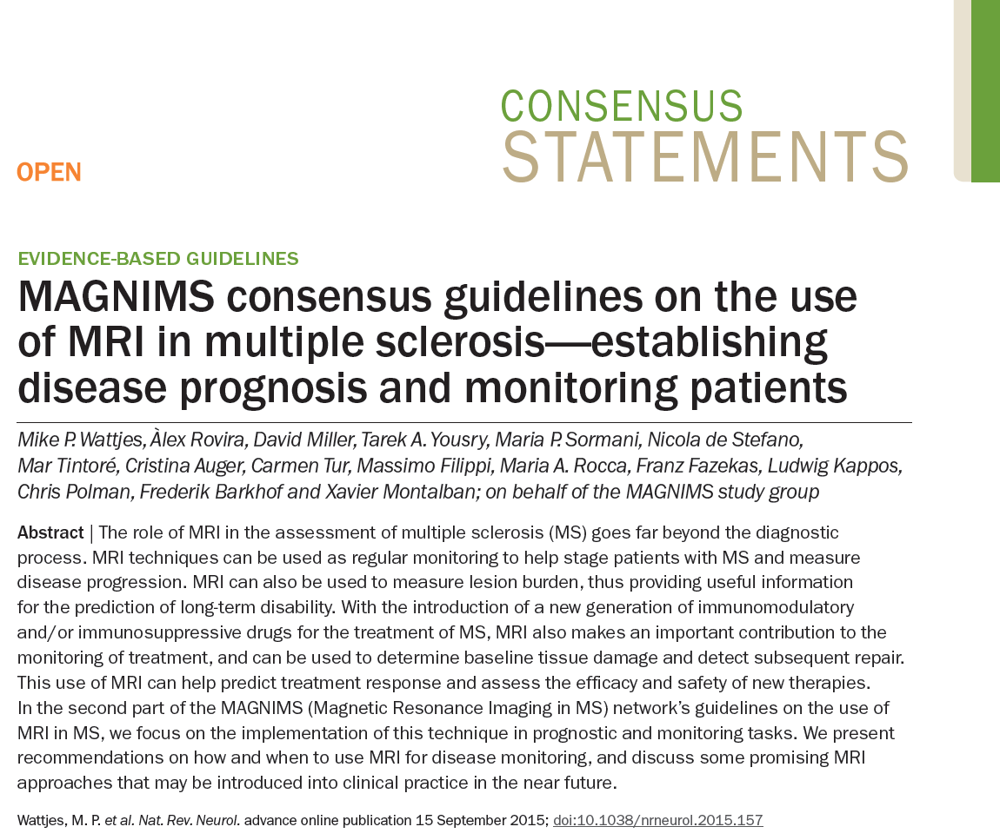 CONSENSUS
STATEMENTS
OPEN
EVIDENCE-BASED GUIDELINES
MAGNIMS consensus guidelines on the use
of MRI in multiple sclerosis—establishing
disease prognosis and monitoring patients
Mike P. Wattjes, Àlex Rovira, David Miller, Tarek A. Yousry, Maria P. Sormani, Nicola de Stefano,
Mar Tintoré, Cristina Auger, Carmen Tur, Massimo Filippi, Maria A. Rocca, Franz Fazekas, Ludwig Kappos,
Chris Polman, Frederik Barkhof and Xavier Montalban; on behalf of the MAGNIMS study group
Abstract | The role of MRI in the assessment of multiple sclerosis (MS) goes far beyond the diagnostic
process. MRI techniques can be used as regular monitoring to help stage patients with MS and measure
disease progression. MRI can also be used to measure lesion burden, thus providing useful information
for the prediction of long-term disability. With the introduction of a new generation of immunomodulatory
and/or immunosuppressive drugs for the treatment of MS, MRI also makes an important contribution to the
monitoring of treatment, and can be used to determine baseline tissue damage and detect subsequent repair.
This use of MRI can help predict treatment response and assess the efficacy and safety of new therapies.
In the second part of the MAGNIMS (Magnetic Resonance Imaging in MS) network's guidelines on the use of
MRI in MS, we focus on the implementation of this technique in prognostic and monitoring tasks. We present
recommendations on how and when to use MRI for disease monitoring, and discuss some promising MRI
approaches that may be introduced into clinical practice in the near future.
Wattjes, M. P. et al. Nat. Rev. Neurol. advance online publication 15 September 2015; doi:10.1038/nrneurol.2015.157